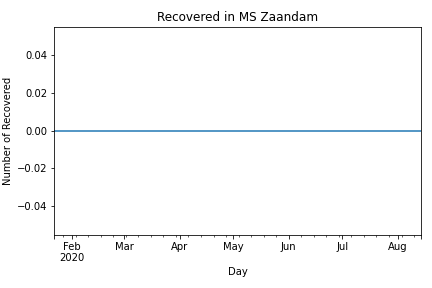 Recovered in MS Zaandam
Number of Recovered
0.04
0.02
0.00
−0.02
−0.04
Feb Mar Apr May Jun Jul Aug
2020
Day